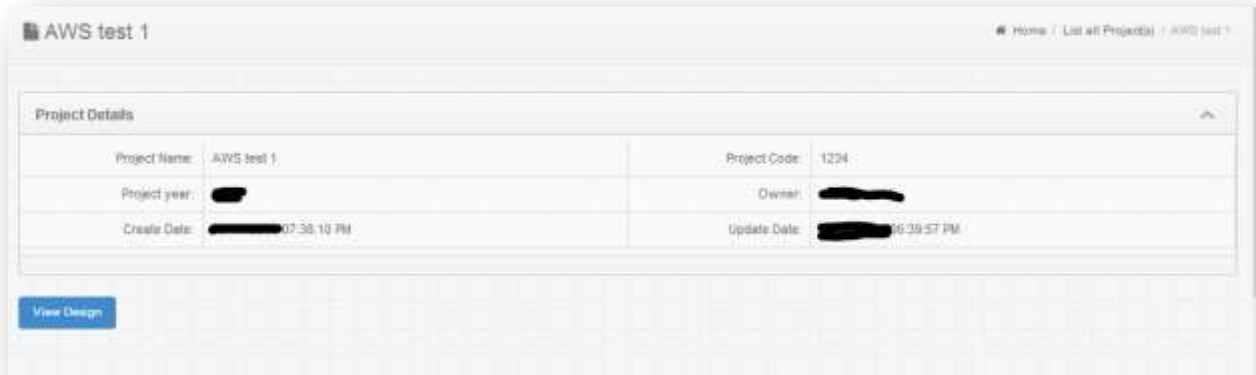 AWS test 1
Home / List all Project(s) / AWS test 1
Project Details
Project Name: AWS test 1 Project Code: 1234
Project year: Owner:
Create Date: 07:38:10 PM Update Date: 06:39:57 PM
View Design